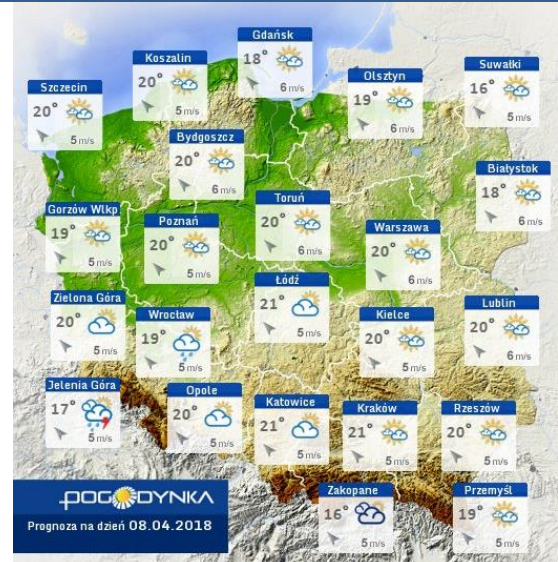 Gdańsk
18°
6 m/s
Koszalin
20°
5 m/s
Suwałki
16°
5 m/s
Olsztyn
19°
6 m/s
Szczecin
20°
5 m/s
Bydgoszcz
20°
6 m/s
Białystok
18°
6 m/s
Toruń
20°
6 m/s
Gorzów Wlkp
19°
5 m/s
Poznań
20°
5 m/s
Warszawa
20°
6 m/s
Łódź
21°
5 m/s
Zielona Góra
20°
5 m/s
Lublin
20°
6 m/s
Wrocław
19°
5 m/s
Kielce
20°
5 m/s
Jelenia Góra
17°
5 m/s
Opole
20°
5 m/s
Katowice
21°
5 m/s
Kraków
21°
5 m/s
Rzeszów
20°
5 m/s
Zakopane
16°
5 m/s
Przemyśl
19°
5 m/s
POGODYNKA
Prognoza na dzień 08.04.2018